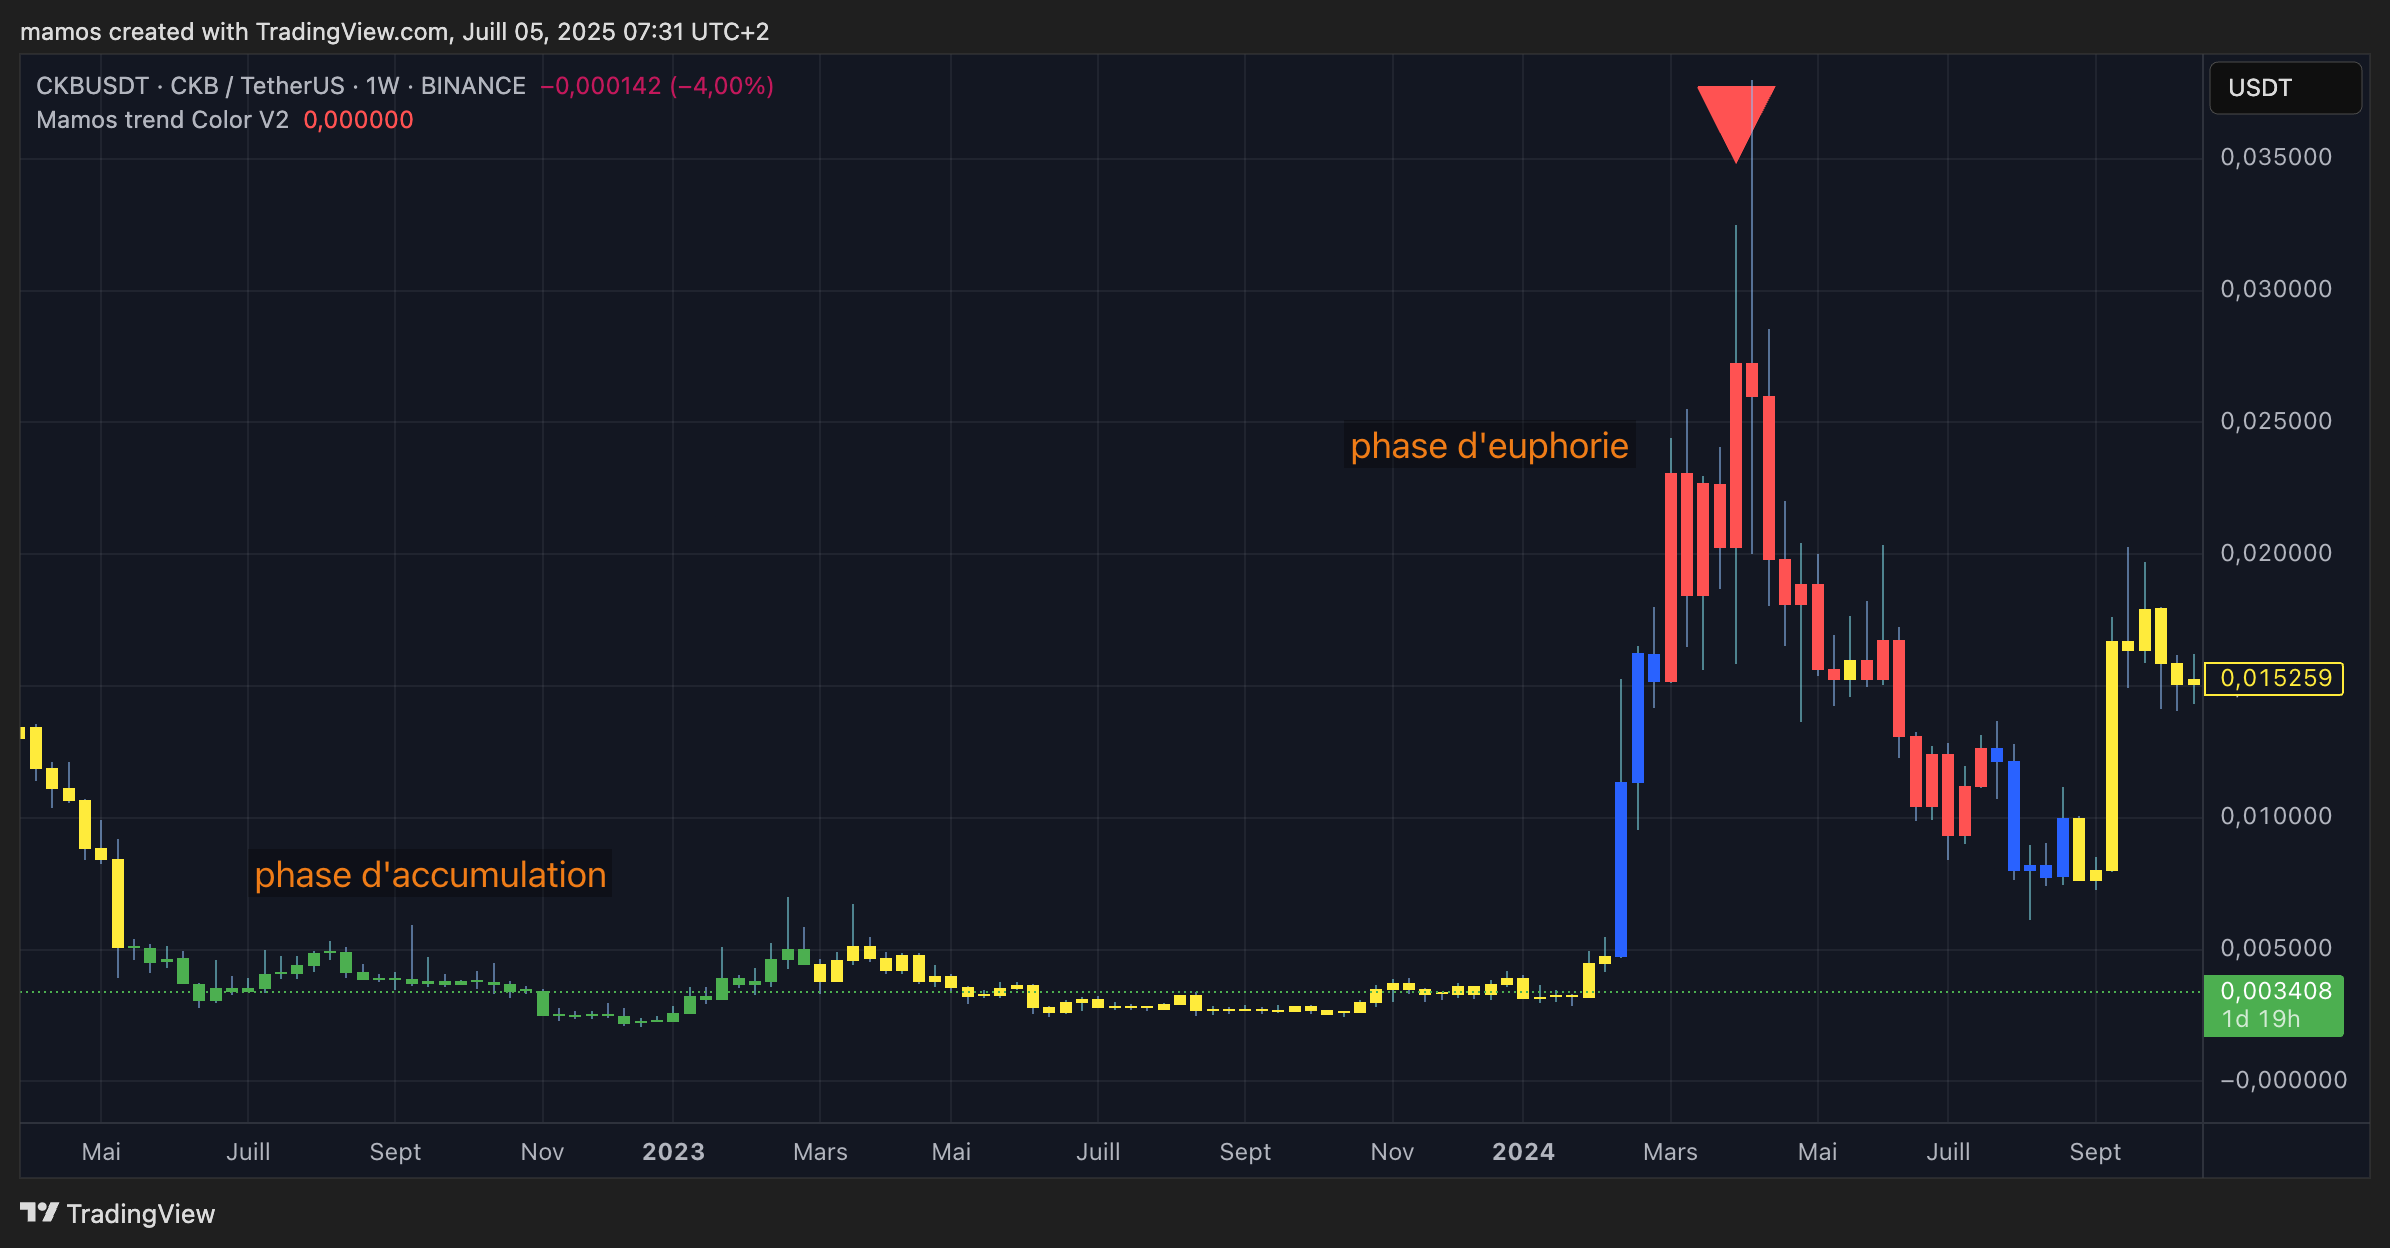 mamos created with TradingView.com, Juill 05, 2025 07:31 UTC+2
CKBUSDT · CKB / TetherUS · 1W · BINANCE −0,000142 (−4,00%)
Mamos trend Color V2 0,000000
USDT
0,035000
0,030000
0,025000
phase d'euphorie
0,020000
0,015259
0,010000
phase d'accumulation
0,005000
0,003408
1d 19h
−0,000000
Mai Juill Sept Nov 2023 Mars Mai Juill Sept Nov 2024 Mars Mai Juill Sept
TradingView